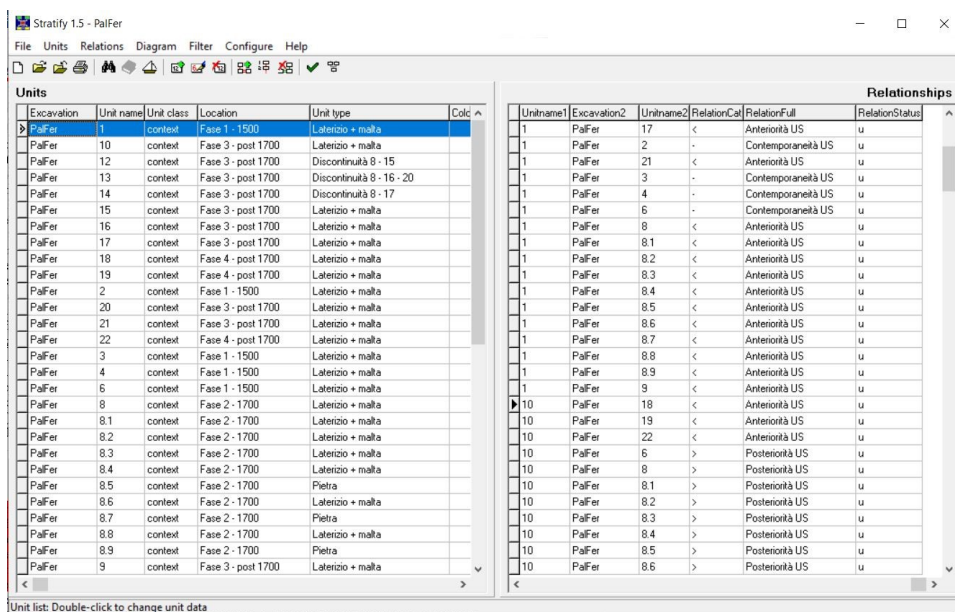 Stratify 1.5 - PalFer
File Units Relations Diagram Filter Configure Help
Units
Excavation Unit name Unit class Location Unit type Colo
PalFer 1 context Fase 1 - 1500 Laterizio + malta
PalFer 10 context Fase 3 - post 1700 Laterizio + malta
PalFer 12 context Fase 3 - post 1700 Discontinuità 8 - 15
PalFer 13 context Fase 3 - post 1700 Discontinuità 8 - 16 - 20
PalFer 14 context Fase 3 - post 1700 Discontinuità 8 - 17
PalFer 15 context Fase 3 - post 1700 Laterizio + malta
PalFer 16 context Fase 3 - post 1700 Laterizio + malta
PalFer 17 context Fase 3 - post 1700 Laterizio + malta
PalFer 18 context Fase 4 - post 1700 Laterizio + malta
PalFer 19 context Fase 4 - post 1700 Laterizio + malta
PalFer 2 context Fase 1 - 1500 Laterizio + malta
PalFer 20 context Fase 3 - post 1700 Laterizio + malta
PalFer 21 context Fase 3 - post 1700 Laterizio + malta
PalFer 22 context Fase 4 - post 1700 Laterizio + malta
PalFer 3 context Fase 1 - 1500 Laterizio + malta
PalFer 4 context Fase 1 - 1500 Laterizio + malta
PalFer 6 context Fase 1 - 1500 Laterizio + malta
PalFer 8 context Fase 2 - 1700 Laterizio + malta
PalFer 8.1 context Fase 2 - 1700 Laterizio + malta
PalFer 8.2 context Fase 2 - 1700 Laterizio + malta
PalFer 8.3 context Fase 2 - 1700 Laterizio + malta
PalFer 8.4 context Fase 2 - 1700 Laterizio + malta
PalFer 8.5 context Fase 2 - 1700 Pietra
PalFer 8.6 context Fase 2 - 1700 Laterizio + malta
PalFer 8.7 context Fase 2 - 1700 Pietra
PalFer 8.8 context Fase 2 - 1700 Laterizio + malta
PalFer 8.9 context Fase 2 - 1700 Pietra
PalFer 9 context Fase 3 - post 1700 Laterizio + malta
Relationships
Unitname1 Excavation2 Unitname2 RelationCat RelationFull RelationStatus
1 PalFer 17 < Anteriorità US u
1 PalFer 2 - Contemporaneità US u
1 PalFer 21 < Anteriorità US u
1 PalFer 3 - Contemporaneità US u
1 PalFer 4 - Contemporaneità US u
1 PalFer 6 - Contemporaneità US u
1 PalFer 8 < Anteriorità US u
1 PalFer 8.1 < Anteriorità US u
1 PalFer 8.2 < Anteriorità US u
1 PalFer 8.3 < Anteriorità US u
1 PalFer 8.4 < Anteriorità US u
1 PalFer 8.5 < Anteriorità US u
1 PalFer 8.6 < Anteriorità US u
1 PalFer 8.7 < Anteriorità US u
1 PalFer 8.8 < Anteriorità US u
1 PalFer 8.9 < Anteriorità US u
1 PalFer 9 < Anteriorità US u
10 PalFer 18 < Anteriorità US u
10 PalFer 19 < Anteriorità US u
10 PalFer 22 < Anteriorità US u
10 PalFer 6 > Posteriorità US u
10 PalFer 8 > Posteriorità US u
10 PalFer 8.1 > Posteriorità US u
10 PalFer 8.2 > Posteriorità US u
10 PalFer 8.3 > Posteriorità US u
10 PalFer 8.4 > Posteriorità US u
10 PalFer 8.5 > Posteriorità US u
10 PalFer 8.6 > Posteriorità US u
Unit list: Double-click to change unit data